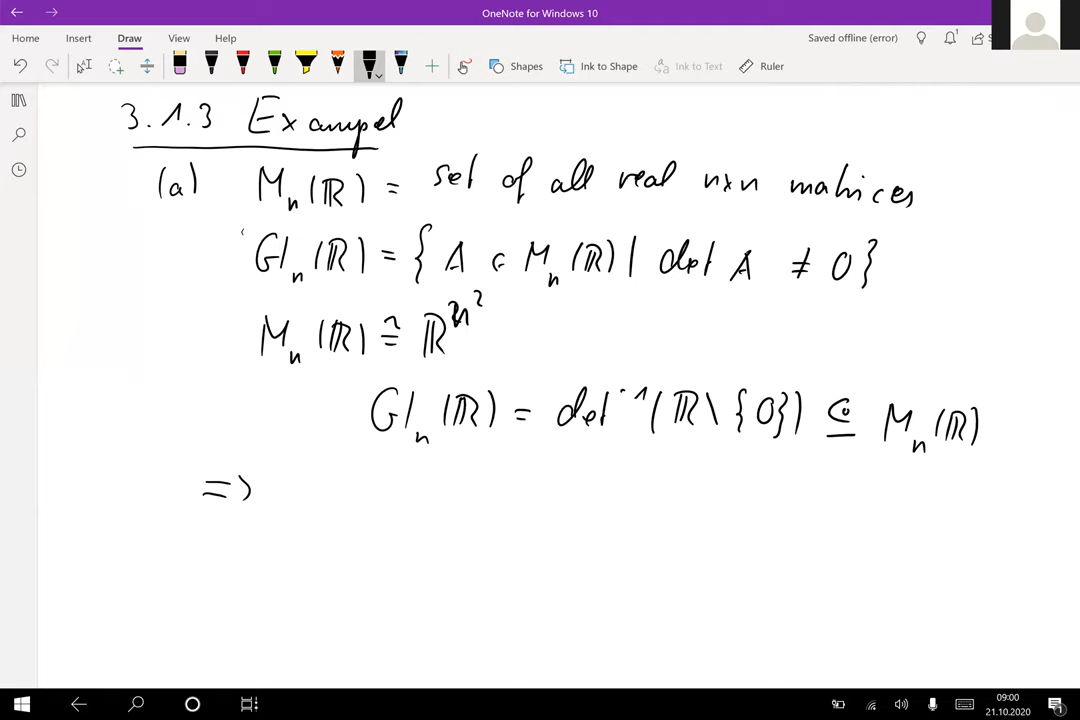 OneNote for Windows 10
Home Insert Draw View Help Saved offline (error)
Shapes Ink to Shape Ink to Text Ruler
3.1.3 Exampel
(a) Mn(ℝ) = set of all real n×n matrices
Gln(ℝ) = { A ∈ Mn(ℝ) | det A ≠ 0}
Mn(ℝ) ≅ ℝ^n²
Gln(ℝ) = det⁻¹(ℝ\{0}) ⊆ Mn(ℝ)
=>
09:00
21.10.2020